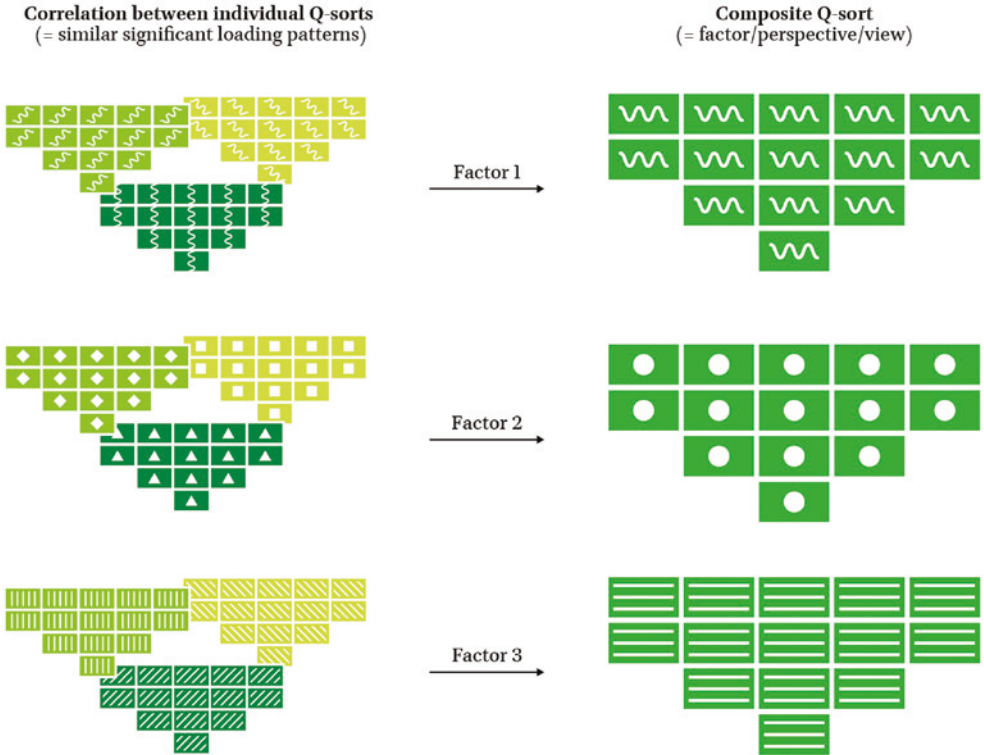 Correlation between individual Q-sorts
(= similar significant loading patterns)
Composite Q-sort
(= factor/perspective/view)
Factor 1
Factor 2
Factor 3